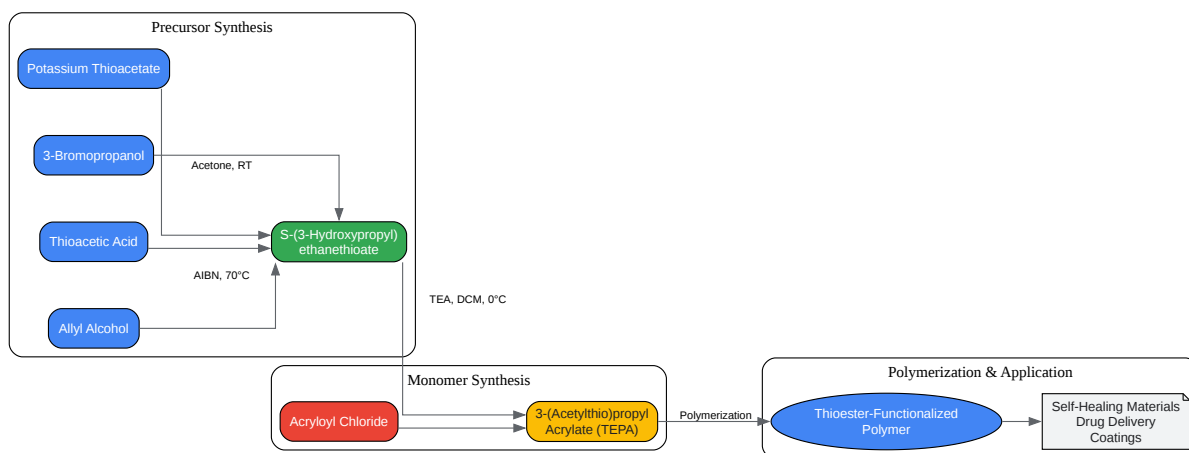 Precursor Synthesis
Potassium Thioacetate
3-Bromopropanol
Acetone, RT
Thioacetic Acid
S-(3-Hydroxypropyl)
ethanethioate
AIBN, 70°C
Allyl Alcohol
TEA, DCM, 0°C
Monomer Synthesis
Acryloyl Chloride
3-(Acetylthio)propyl
Acrylate (TEPA)
Polymerization
Polymerization & Application
Thioester-Functionalized
Polymer
Self-Healing Materials
Drug Delivery
Coatings